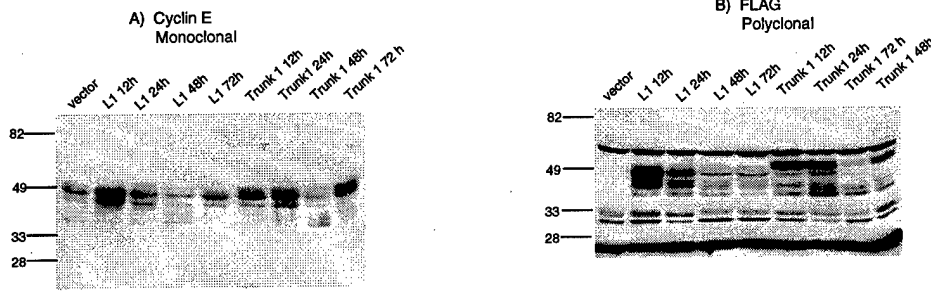 A) Cyclin E
Monoclonal
vector
L1 12h
L1 24h
L1 48h
L1 72h
Trunk 1 12h
Trunk1 24h
Trunk 1 48h
Trunk 1 72 h
82
49
33
28
B) FLAG
Polyclonal
vector
L1 12h
L1 24h
L1 48h
L1 72h
Trunk 1 12h
Trunk1 24h
Trunk 1 72 h
Trunk 1 48h
82
49
33
28